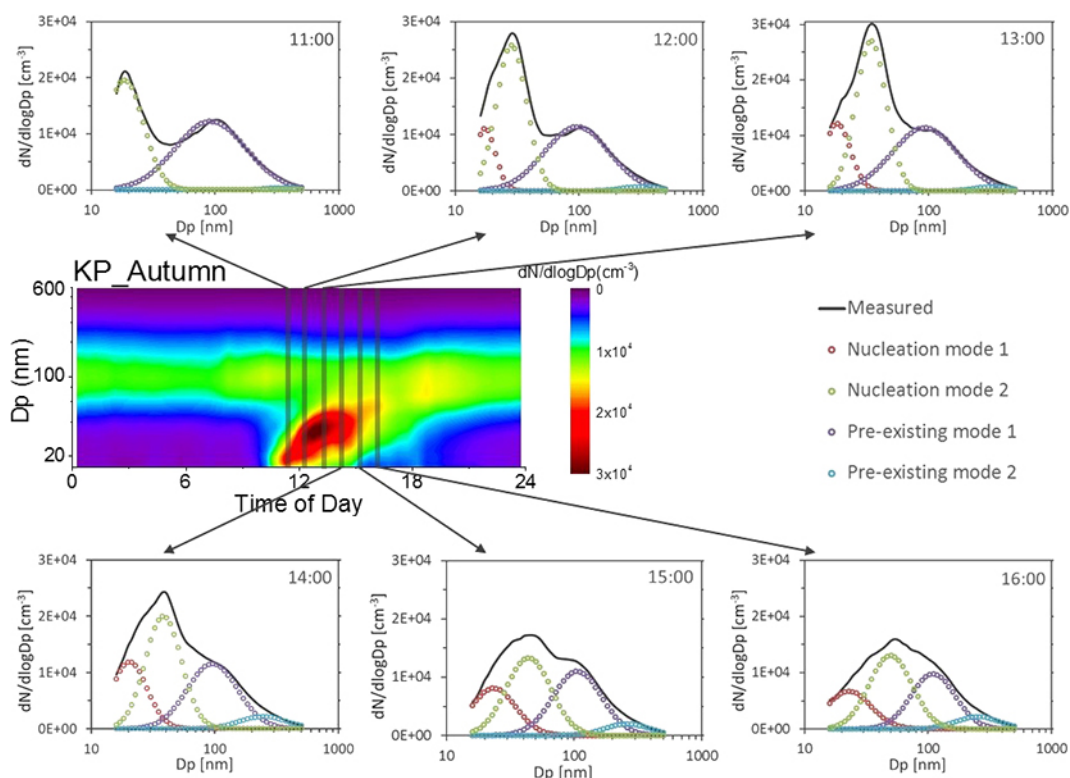 3E+04
2E+04
1E+04
0E+00
dN/dlogDp [cm⁻³]
11:00
10
100
1000
Dp [nm]
3E+04
2E+04
1E+04
0E+00
dN/dlogDp [cm⁻³]
12:00
10
100
1000
Dp [nm]
3E+04
2E+04
1E+04
0E+00
dN/dlogDp [cm⁻³]
13:00
10
100
1000
Dp [nm]
KP_Autumn
600
100
20
Dp (nm)
0
6
12
18
24
Time of Day
dN/dlogDp(cm⁻³)
0
1x10⁴
2x10⁴
3x10⁴
Measured
Nucleation mode 1
Nucleation mode 2
Pre-existing mode 1
Pre-existing mode 2
3E+04
2E+04
1E+04
0E+00
dN/dlogDp [cm⁻³]
14:00
10
100
1000
Dp [nm]
3E+04
2E+04
1E+04
0E+00
dN/dlogDp [cm⁻³]
15:00
10
100
1000
Dp [nm]
3E+04
2E+04
1E+04
0E+00
dN/dlogDp [cm⁻³]
16:00
10
100
1000
Dp [nm]